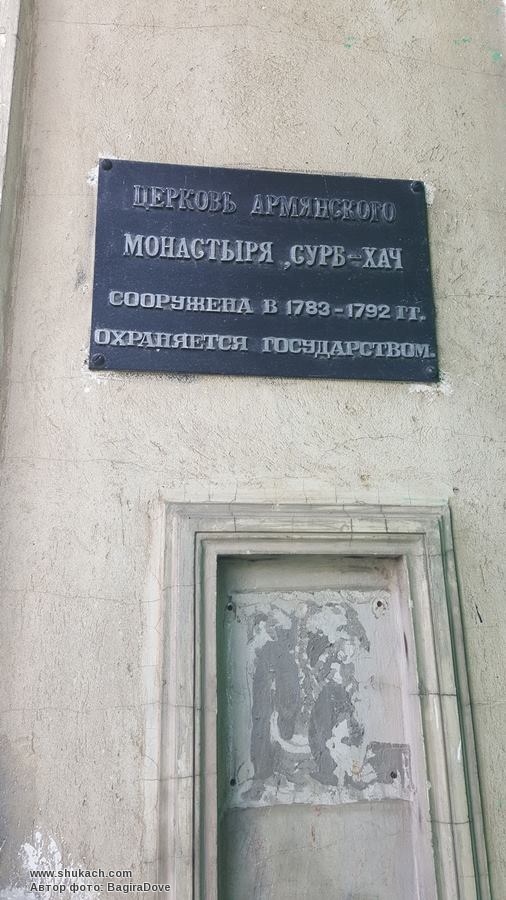 ЦЕРКОВЬ АРМЯНСКОГО
МОНАСТЫРЯ „СУРБ-ХАЧ
СООРУЖЕНА В 1783-1792 ГГ.
ОХРАНЯЕТСЯ ГОСУДАРСТВОМ.
www.shukach.com
Автор фото: BagiraDove